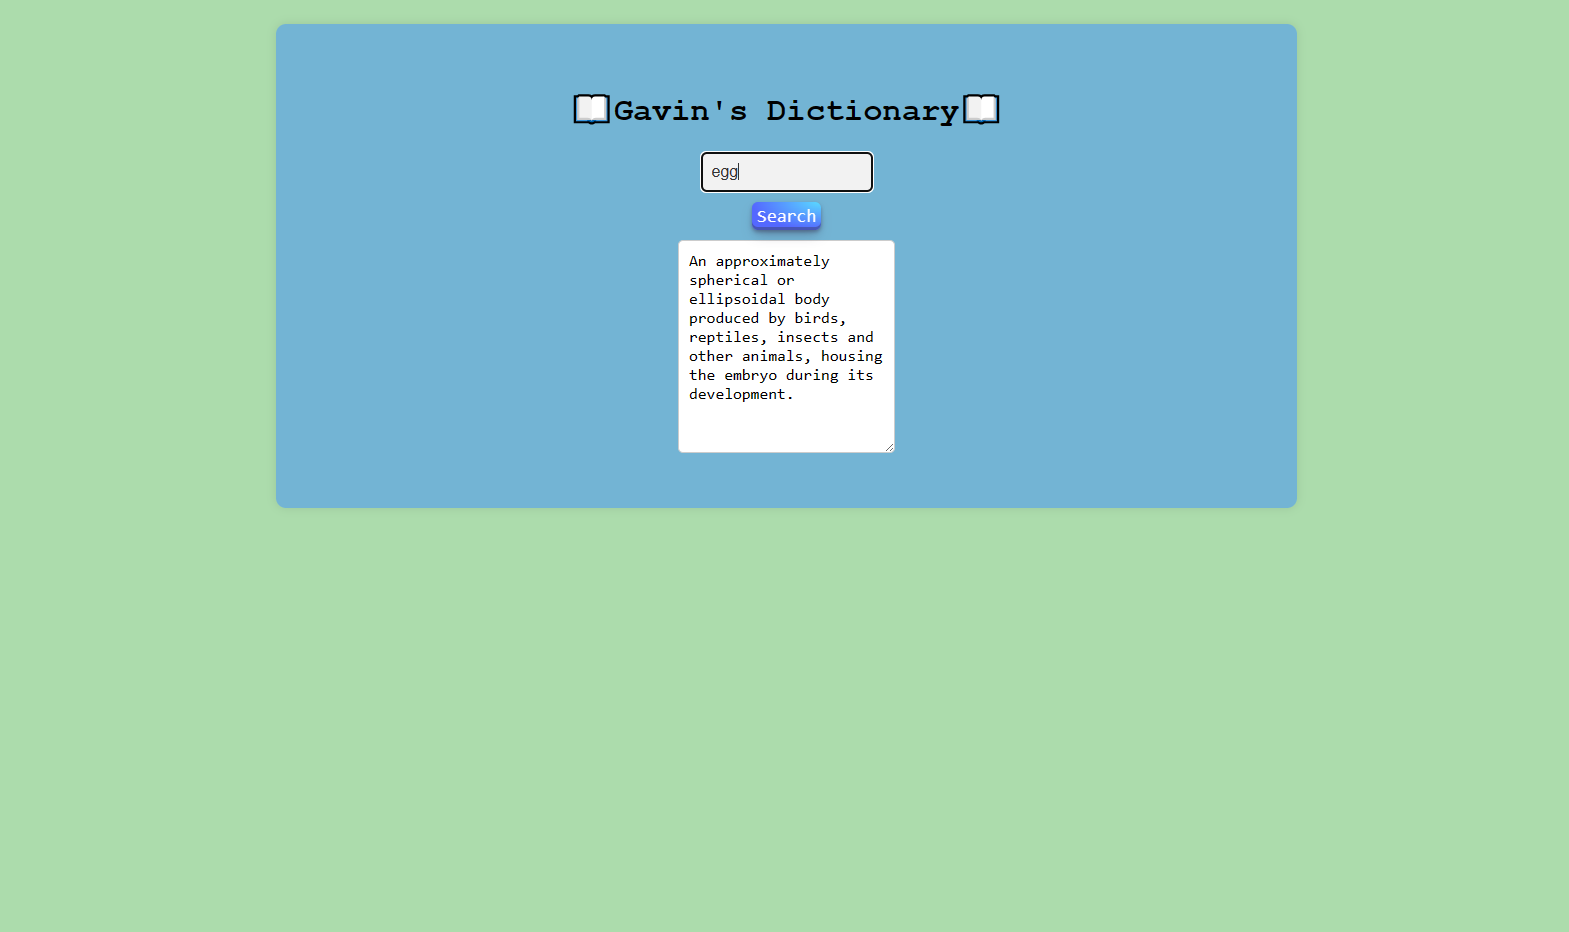 📖Gavin's Dictionary📖
egg
Search
An approximately
spherical or
ellipsoidal body
produced by birds,
reptiles, insects and
other animals, housing
the embryo during its
development.